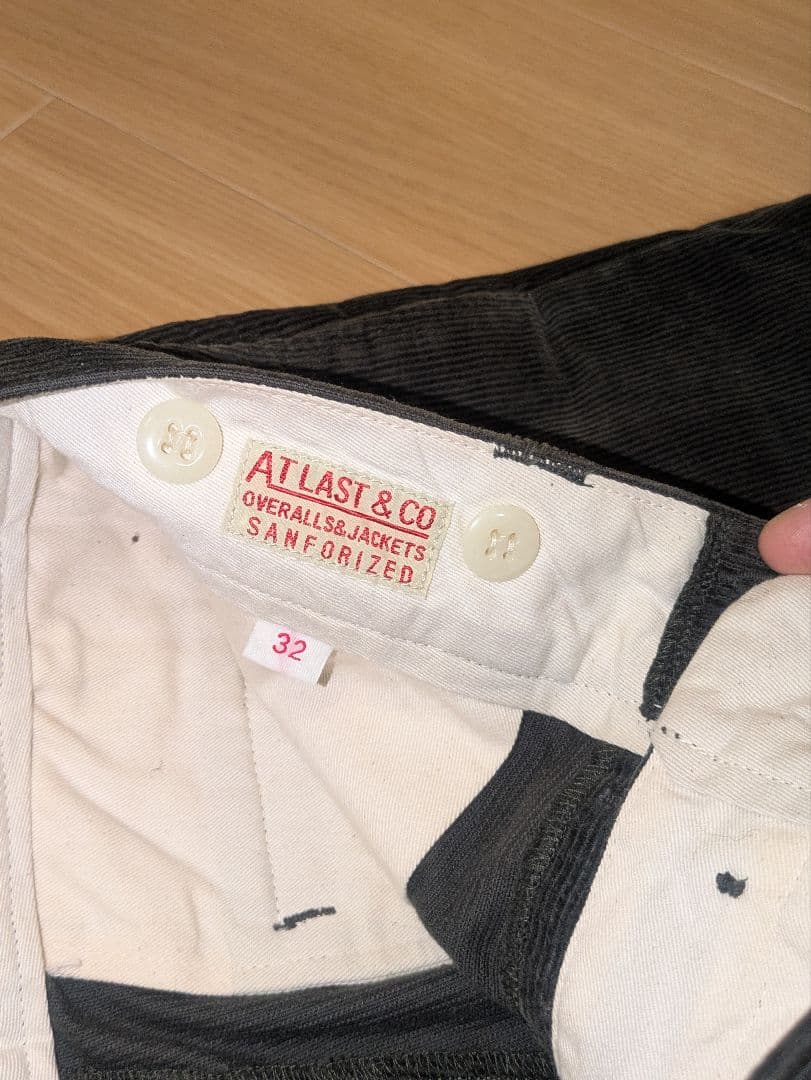 AT LAST & CO
OVERALLS&JACKETS
SANFORIZED
32